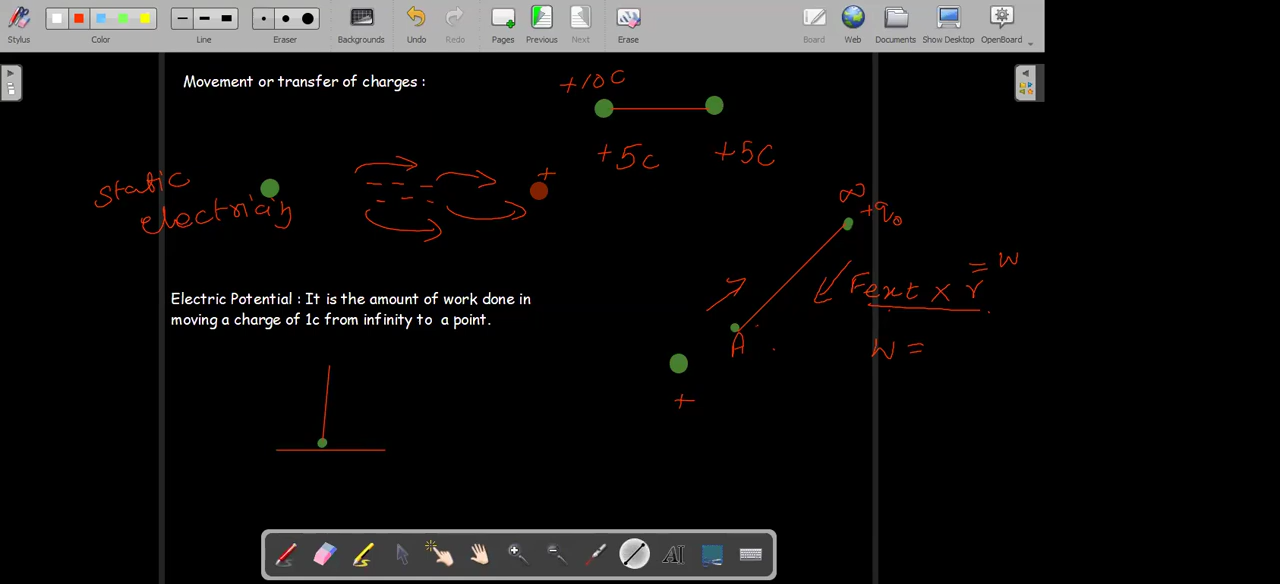 Stylus
Color
Line
Eraser
Backgrounds
Undo
Redo
Pages
Previous
Next
Erase
Board
Web
Documents
Show Desktop
OpenBoard
Movement or transfer of charges :
+10C
+5C
+5C
Static
electricity
+
∞
+q₀
Fext × r = W
A
W =
+
Electric Potential : It is the amount of work done in
moving a charge of 1c from infinity to a point.
AI